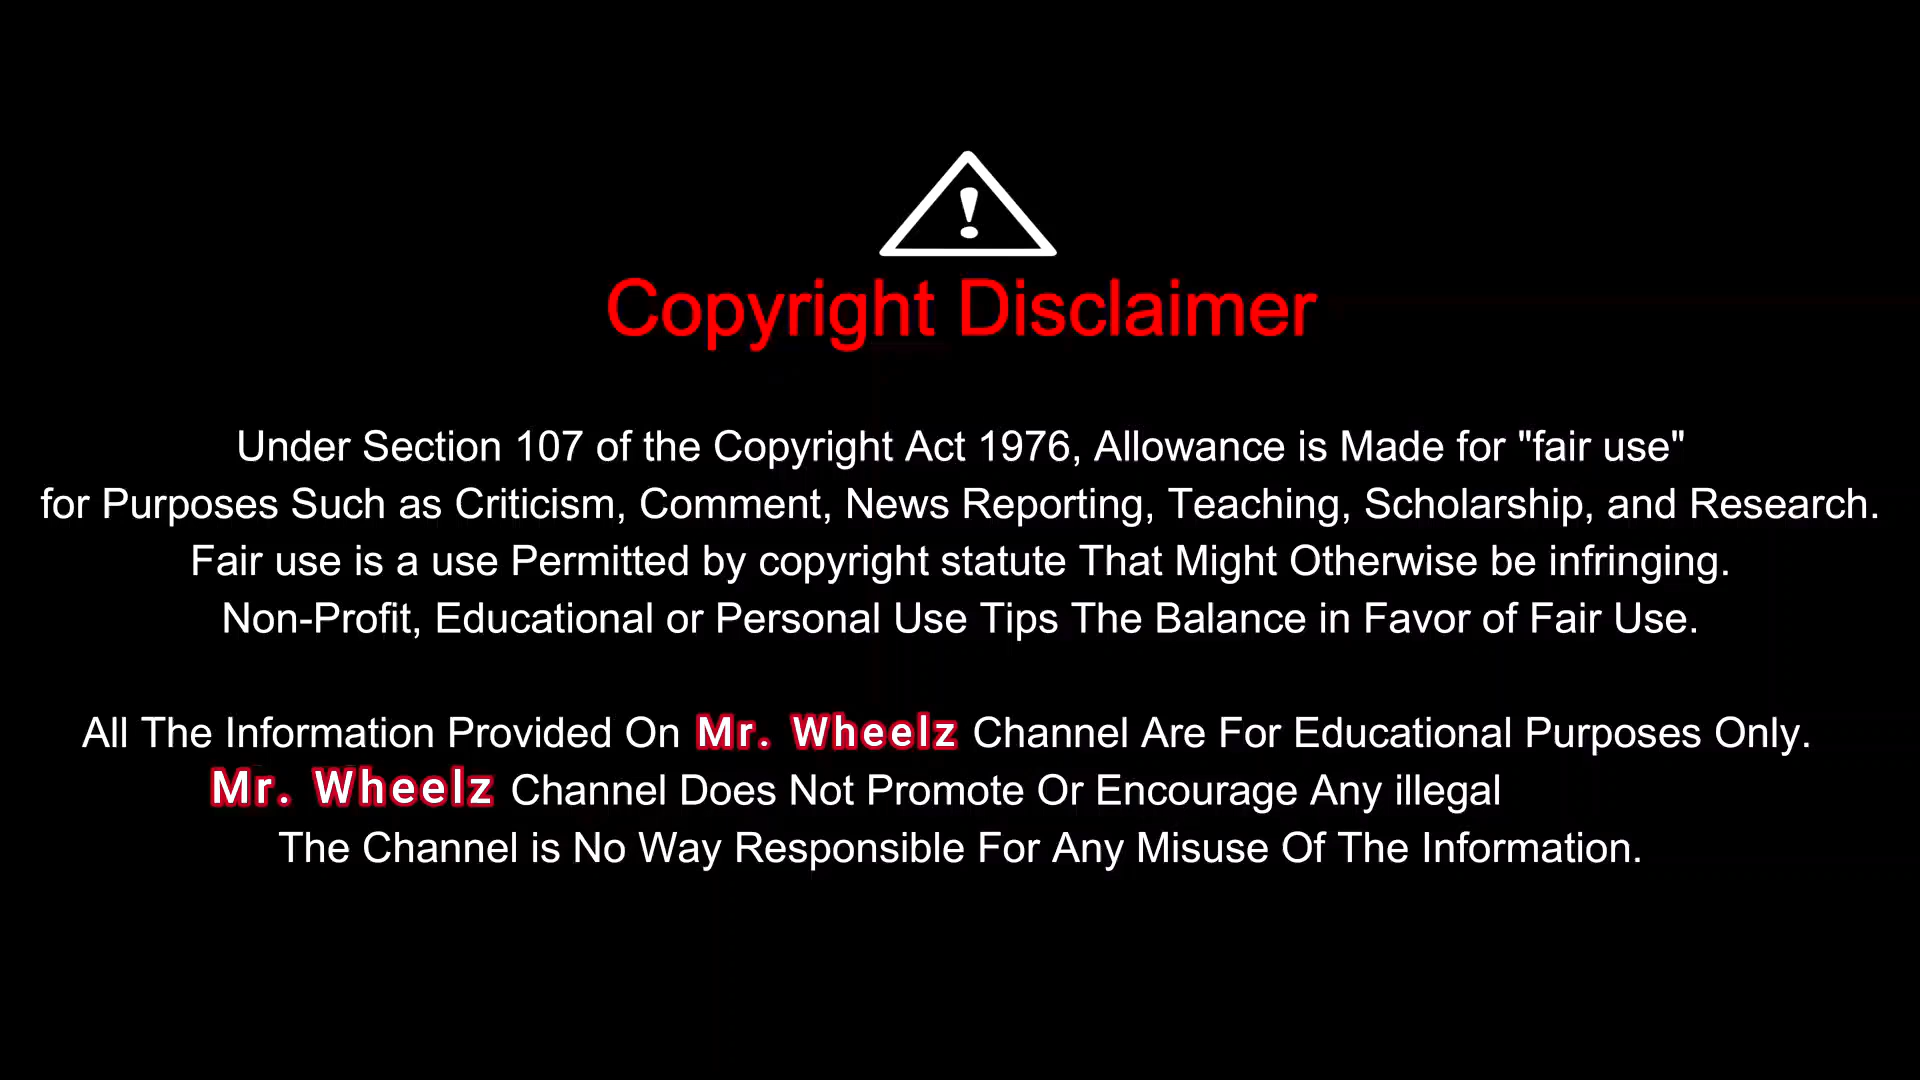 !
Copyright Disclaimer
Under Section 107 of the Copyright Act 1976, Allowance is Made for "fair use"
for Purposes Such as Criticism, Comment, News Reporting, Teaching, Scholarship, and Research.
Fair use is a use Permitted by copyright statute That Might Otherwise be infringing.
Non-Profit, Educational or Personal Use Tips The Balance in Favor of Fair Use.
All The Information Provided On Mr. Wheelz Channel Are For Educational Purposes Only.
Mr. Wheelz Channel Does Not Promote Or Encourage Any illegal
The Channel is No Way Responsible For Any Misuse Of The Information.